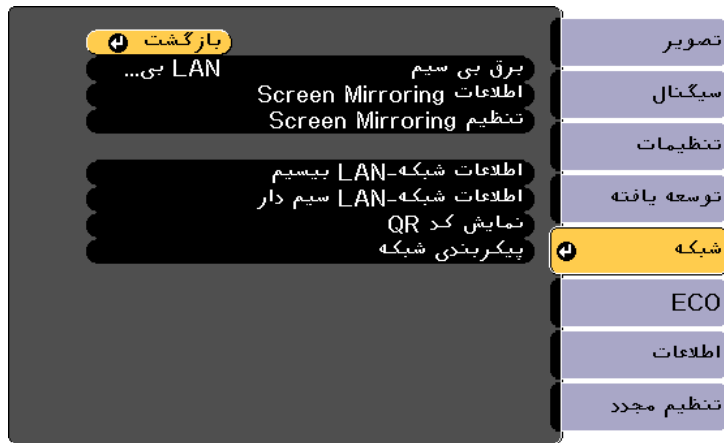 بازگشت
برق بی سیم LAN بی...
اطلاعات Screen Mirroring
تنظیم Screen Mirroring
اطلاعات شبکه-LAN بیسیم
اطلاعات شبکه-LAN سیم دار
نمایش کد QR
پیکربندی شبکه
تصویر
سیگنال
تنظیمات
توسعه یافته
شبکه
ECO
اطلاعات
تنظیم مجدد